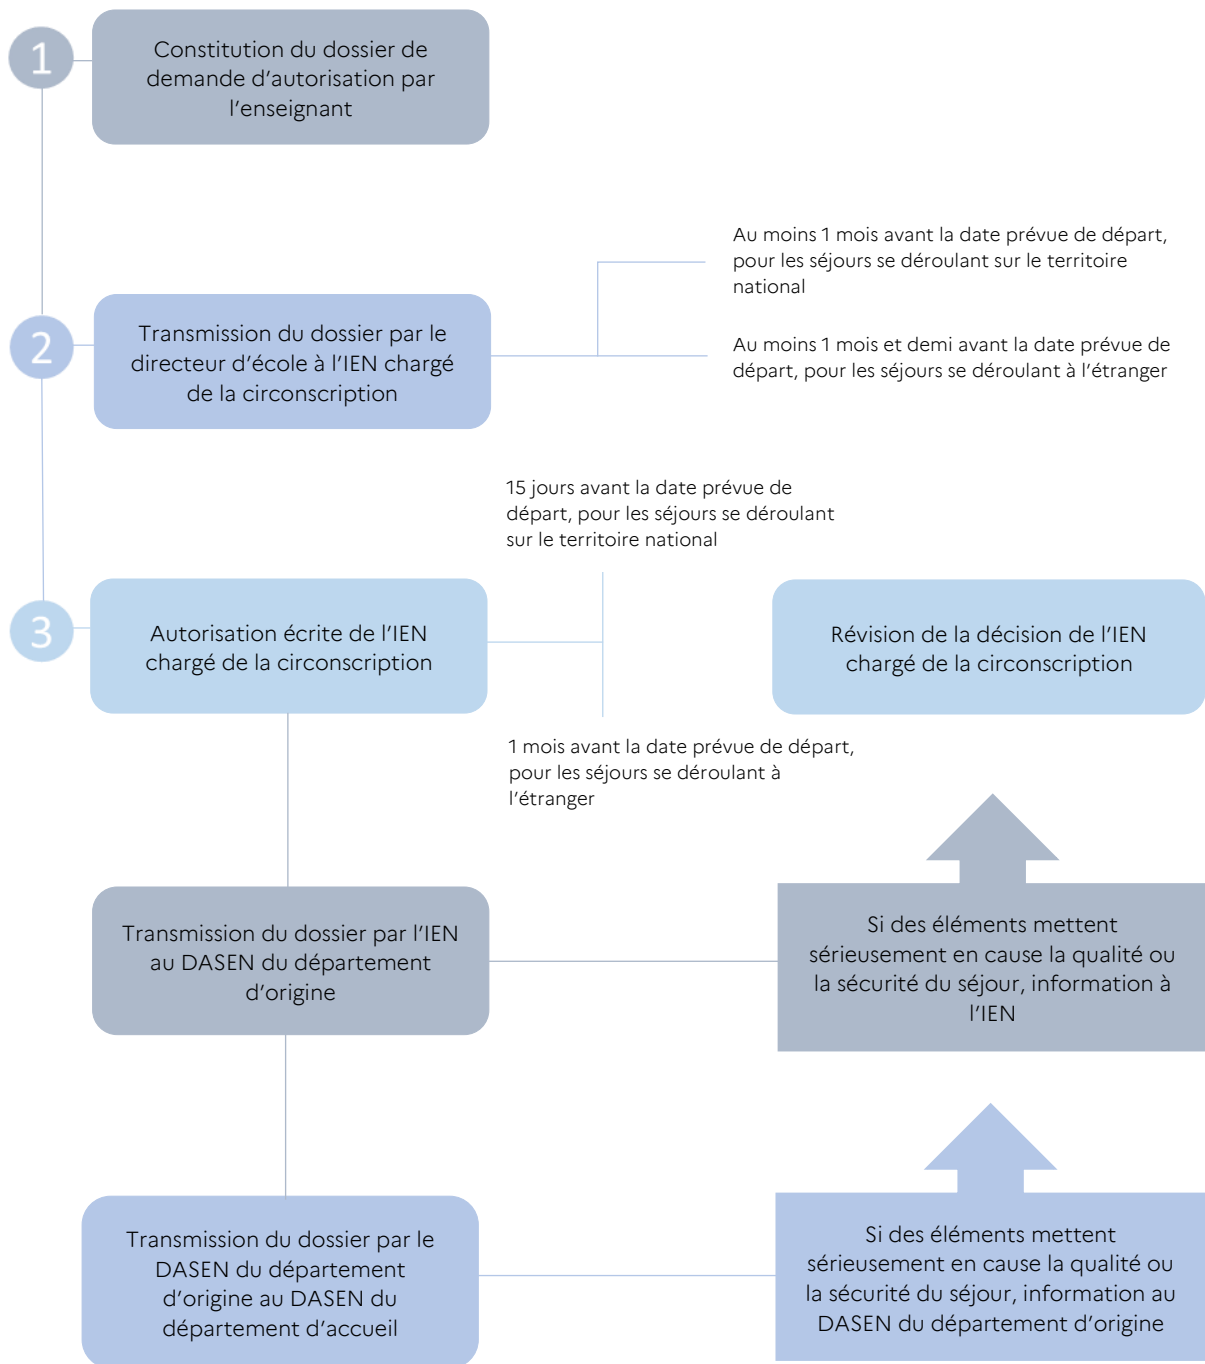 1
Constitution du dossier de
demande d'autorisation par
l'enseignant
Au moins 1 mois avant la date prévue de départ,
pour les séjours se déroulant sur le territoire
national
2
Transmission du dossier par le
directeur d'école à l'IEN chargé
de la circonscription
Au moins 1 mois et demi avant la date prévue de
départ, pour les séjours se déroulant à l'étranger
15 jours avant la date prévue de
départ, pour les séjours se déroulant
sur le territoire national
3
Autorisation écrite de l'IEN
chargé de la circonscription
Révision de la décision de l'IEN
chargé de la circonscription
1 mois avant la date prévue de départ,
pour les séjours se déroulant à
l'étranger
Transmission du dossier par l'IEN
au DASEN du département
d'origine
Si des éléments mettent
sérieusement en cause la qualité ou
la sécurité du séjour, information à
l'IEN
Transmission du dossier par le
DASEN du département
d'origine au DASEN du
département d'accueil
Si des éléments mettent
sérieusement en cause la qualité ou
la sécurité du séjour, information au
DASEN du département d'origine